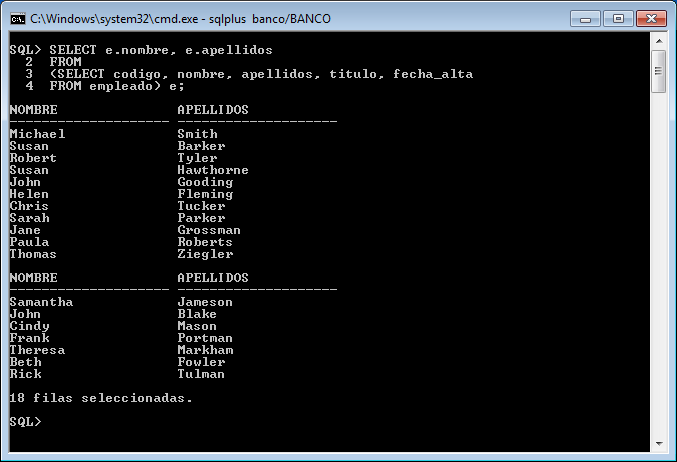 C:\Windows\system32\cmd.exe - sqlplus banco/BANCO
SQL> SELECT e.nombre, e.apellidos
2 FROM
3 (SELECT codigo, nombre, apellidos, titulo, fecha_alta
4 FROM empleado) e;
NOMBRE APELLIDOS
-------------------- --------------------
Michael Smith
Susan Barker
Robert Tyler
Susan Hawthorne
John Gooding
Helen Fleming
Chris Tucker
Sarah Parker
Jane Grossman
Paula Roberts
Thomas Ziegler
NOMBRE APELLIDOS
-------------------- --------------------
Samantha Jameson
John Blake
Cindy Mason
Frank Portman
Theresa Markham
Beth Fowler
Rick Tulman
18 filas seleccionadas.
SQL>